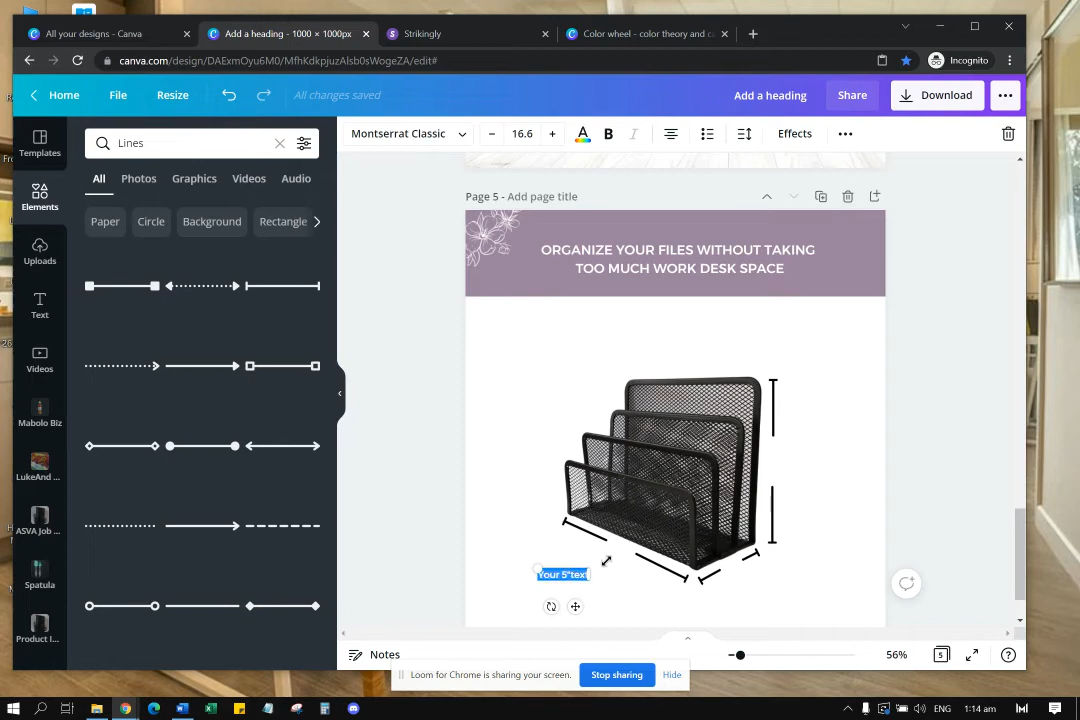 All your designs - Canva
Add a heading - 1000 × 1000px
Strikingly
Color wheel - color theory and ca
canva.com/design/DAExmOyu6M0/MfhKdkpjuzAlsb0sWogeZA/edit#
Incognito
Home
File
Resize
All changes saved
Add a heading
Share
Download
Templates
Elements
Uploads
Text
Videos
Mabolo Biz
LukeAnd ...
ASVA Job ...
Spatula
Product I...
Lines
All
Photos
Graphics
Videos
Audio
Paper
Circle
Background
Rectangle
Montserrat Classic
16.6
B
I
Effects
Page 5 - Add page title
ORGANIZE YOUR FILES WITHOUT TAKING
TOO MUCH WORK DESK SPACE
Your 5"text
Notes
56%
5
Loom for Chrome is sharing your screen.
Stop sharing
Hide
ENG
1:14 am